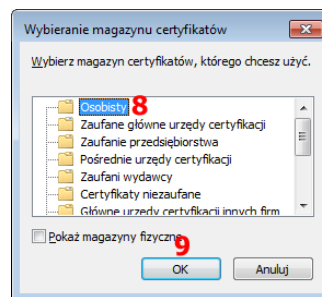 Wybieranie magazynu certyfikatów
Wybierz magazyn certyfikatów, którego chcesz użyć.
Osobisty 8
Zaufane główne urzędy certyfikacji
Zaufanie przedsiębiorstwa
Pośrednie urzędy certyfikacji
Zaufani wydawcy
Certyfikaty niezaufane
Główne urzędy certyfikacji innych firm
Pokaż magazyny fizyczne
9
OK Anuluj